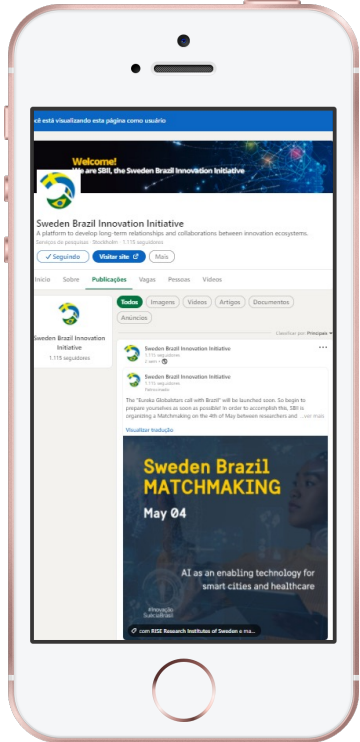 cê está visualizando esta página como usuário
Welcome!
We are SBII, the Sweden Brazil Innovation Initiative
Sweden Brazil Innovation Initiative
A platform to develop long-term relationships and collaborations between innovation ecosystems.
Serviços de pesquisas · Stockholm · 1.115 seguidores
✓ Seguindo Visitar site Mais
Início Sobre Publicações Vagas Pessoas Vídeos
Todos Imagens Vídeos Artigos Documentos
Anúncios
Classificar por: Principais
Sweden Brazil Innovation
Initiative
1.115 seguidores
Sweden Brazil Innovation Initiative
1.115 seguidores
2 sem •
Sweden Brazil Innovation Initiative
1.115 seguidores
Patrocinado
The "Eureka Globalstars call with Brazil" will be launched soon. So begin to
prepare yourselves as soon as possible! In order to accomplish this, SBII is
organizing a Matchmaking on the 4th of May between researchers and ...ver mais
Visualizar tradução
Sweden Brazil
MATCHMAKING
May 04
AI as an enabling technology for
smart cities and healthcare
#Inovação
SuéciaBrasil
com RISE Research Institutes of Sweden e ma...